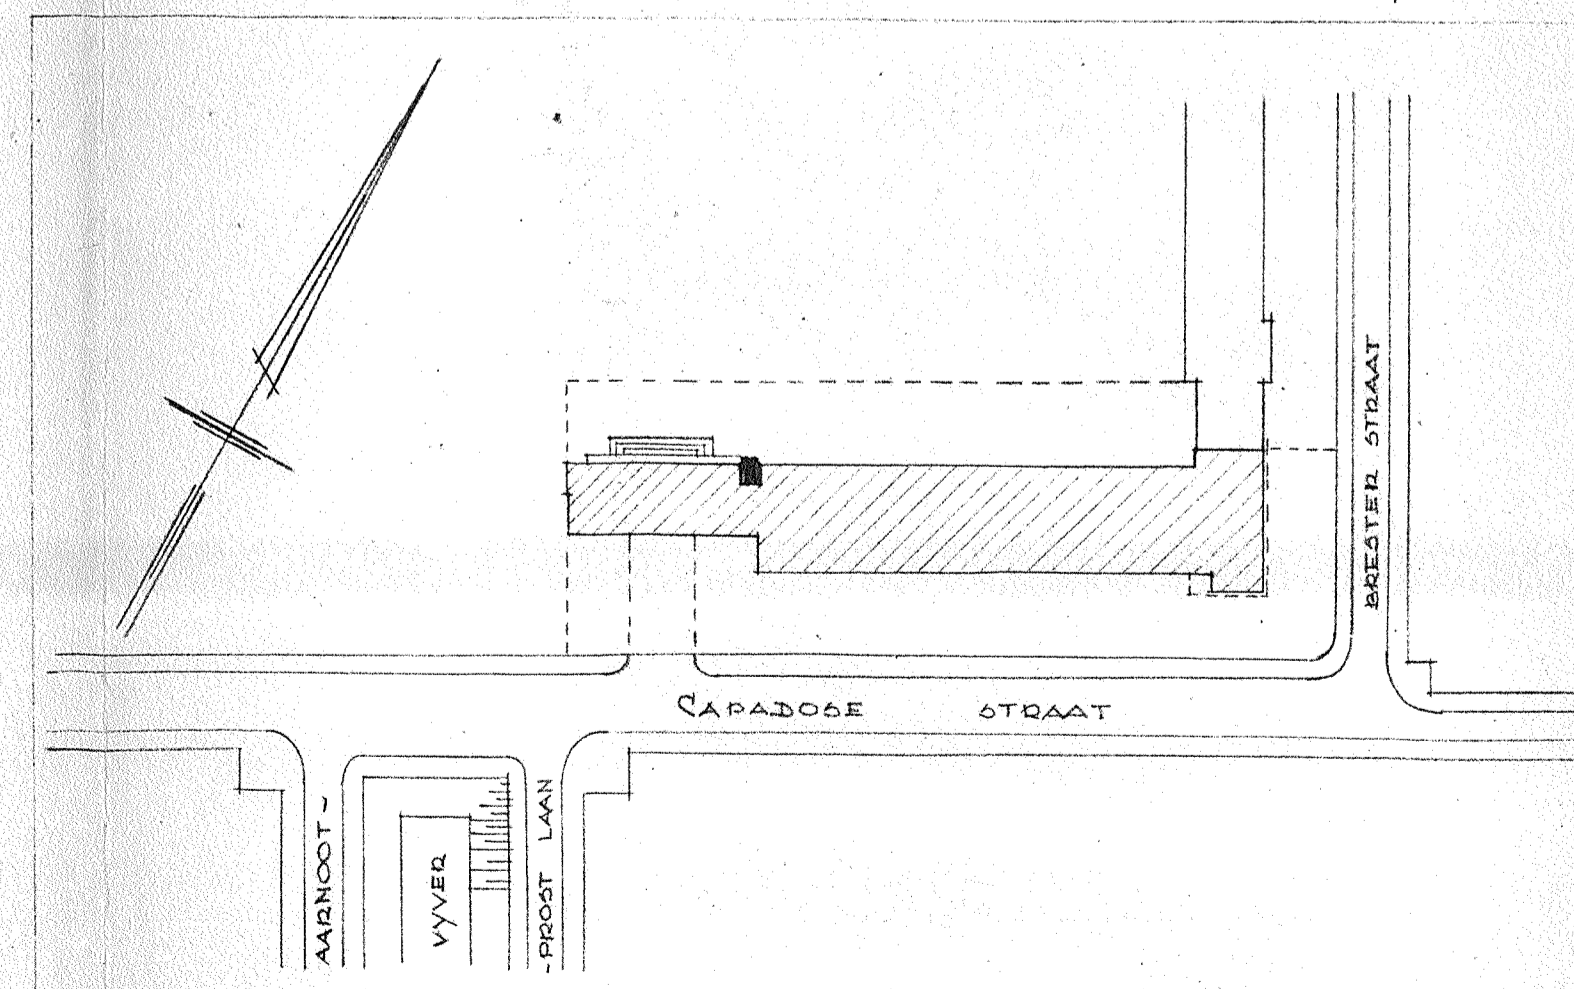 BRESTER STRAAT
CAPADOSE STRAAT
AARNOOT-
VYVER
-PROST LAAN